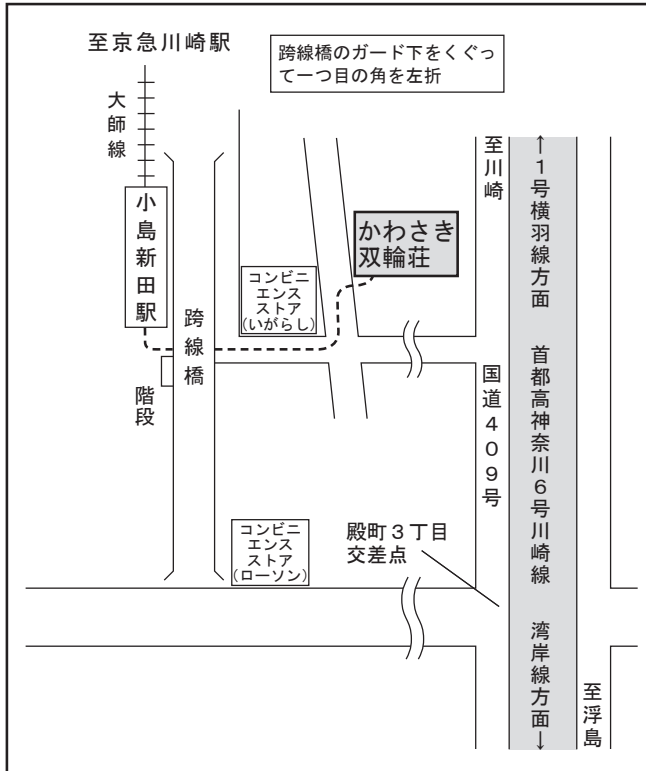 至京急川崎駅
跨線橋のガード下をくぐっ
て一つ目の角を左折
大師線
小島新田駅
跨線橋
階段
コンビニ
エンス
ストア
(いがらし)
かわさき
双輪荘
至川崎
←1号横羽線方面 首都高神奈川6号川崎線 湾岸線方面→
国道409号
コンビニ
エンス
ストア
(ローソン)
殿町3丁目
交差点
至浮島